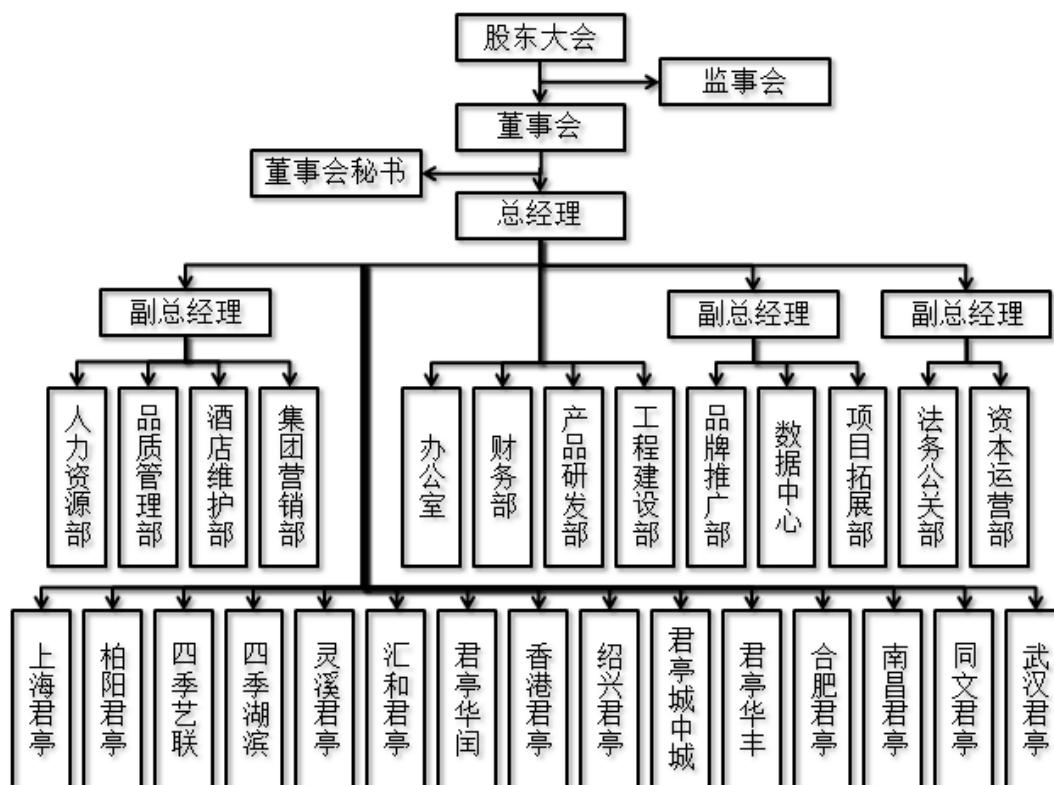 股东大会
监事会
董事会
董事会秘书
总经理
副总经理
副总经理
副总经理
人力资源部
品质管理部
酒店维护部
集团营销部
办公室
财务部
产品研发部
工程建设部
品牌推广部
数据中心
项目拓展部
法务公关部
资本运营部
上海君亭
柏阳君亭
四季艺联
四季湖滨
灵溪君亭
汇和君亭
君亭华闰
香港君亭
绍兴君亭
君亭城中城
君亭华丰
合肥君亭
南昌君亭
同文君亭
武汉君亭